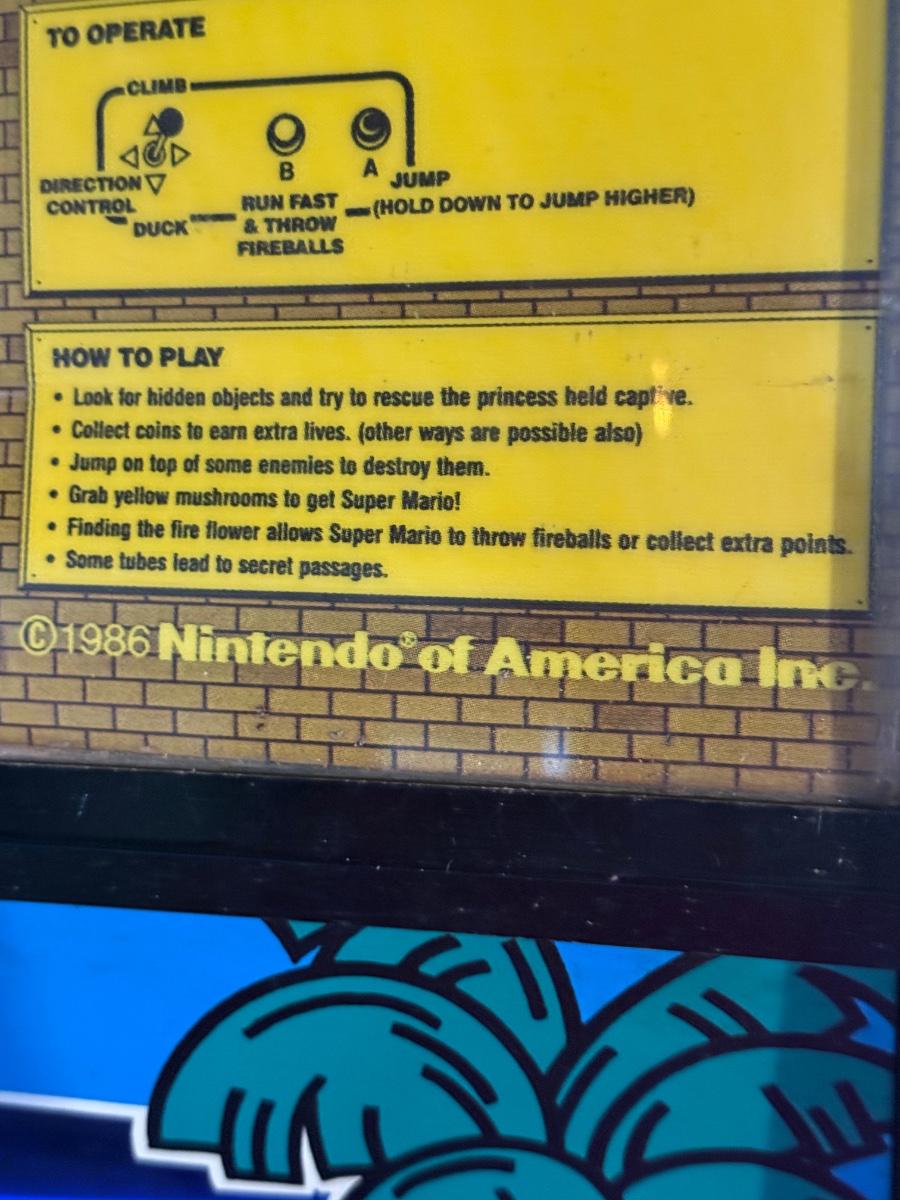 TO OPERATE
CLIMB
B
A
DIRECTION
CONTROL
DUCK
RUN FAST
& THROW
FIREBALLS
JUMP
(HOLD DOWN TO JUMP HIGHER)
HOW TO PLAY
• Look for hidden objects and try to rescue the princess held captive.
• Collect coins to earn extra lives. (other ways are possible also)
• Jump on top of some enemies to destroy them.
• Grab yellow mushrooms to get Super Mario!
• Finding the fire flower allows Super Mario to throw fireballs or collect extra points.
• Some tubes lead to secret passages.
©1986 Nintendo® of America Inc.